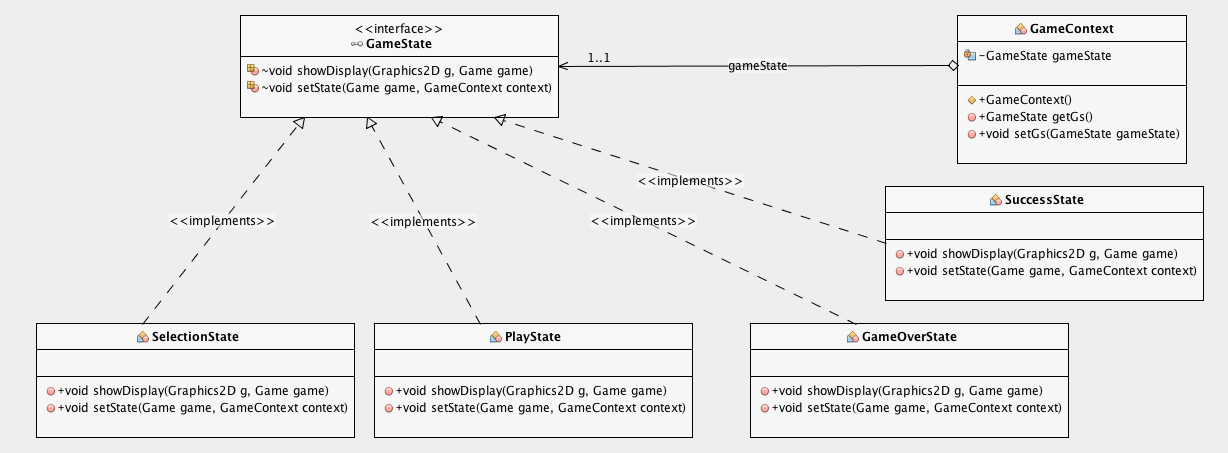 <<interface>>
GameState
~void showDisplay(Graphics2D g, Game game)
~void setState(Game game, GameContext context)
1..1
gameState
GameContext
-GameState gameState
+GameContext()
+GameState getGs()
+void setGs(GameState gameState)
<<implements>>
SuccessState
+void showDisplay(Graphics2D g, Game game)
+void setState(Game game, GameContext context)
<<implements>>
<<implements>>
<<implements>>
SelectionState
+void showDisplay(Graphics2D g, Game game)
+void setState(Game game, GameContext context)
PlayState
+void showDisplay(Graphics2D g, Game game)
+void setState(Game game, GameContext context)
GameOverState
+void showDisplay(Graphics2D g, Game game)
+void setState(Game game, GameContext context)